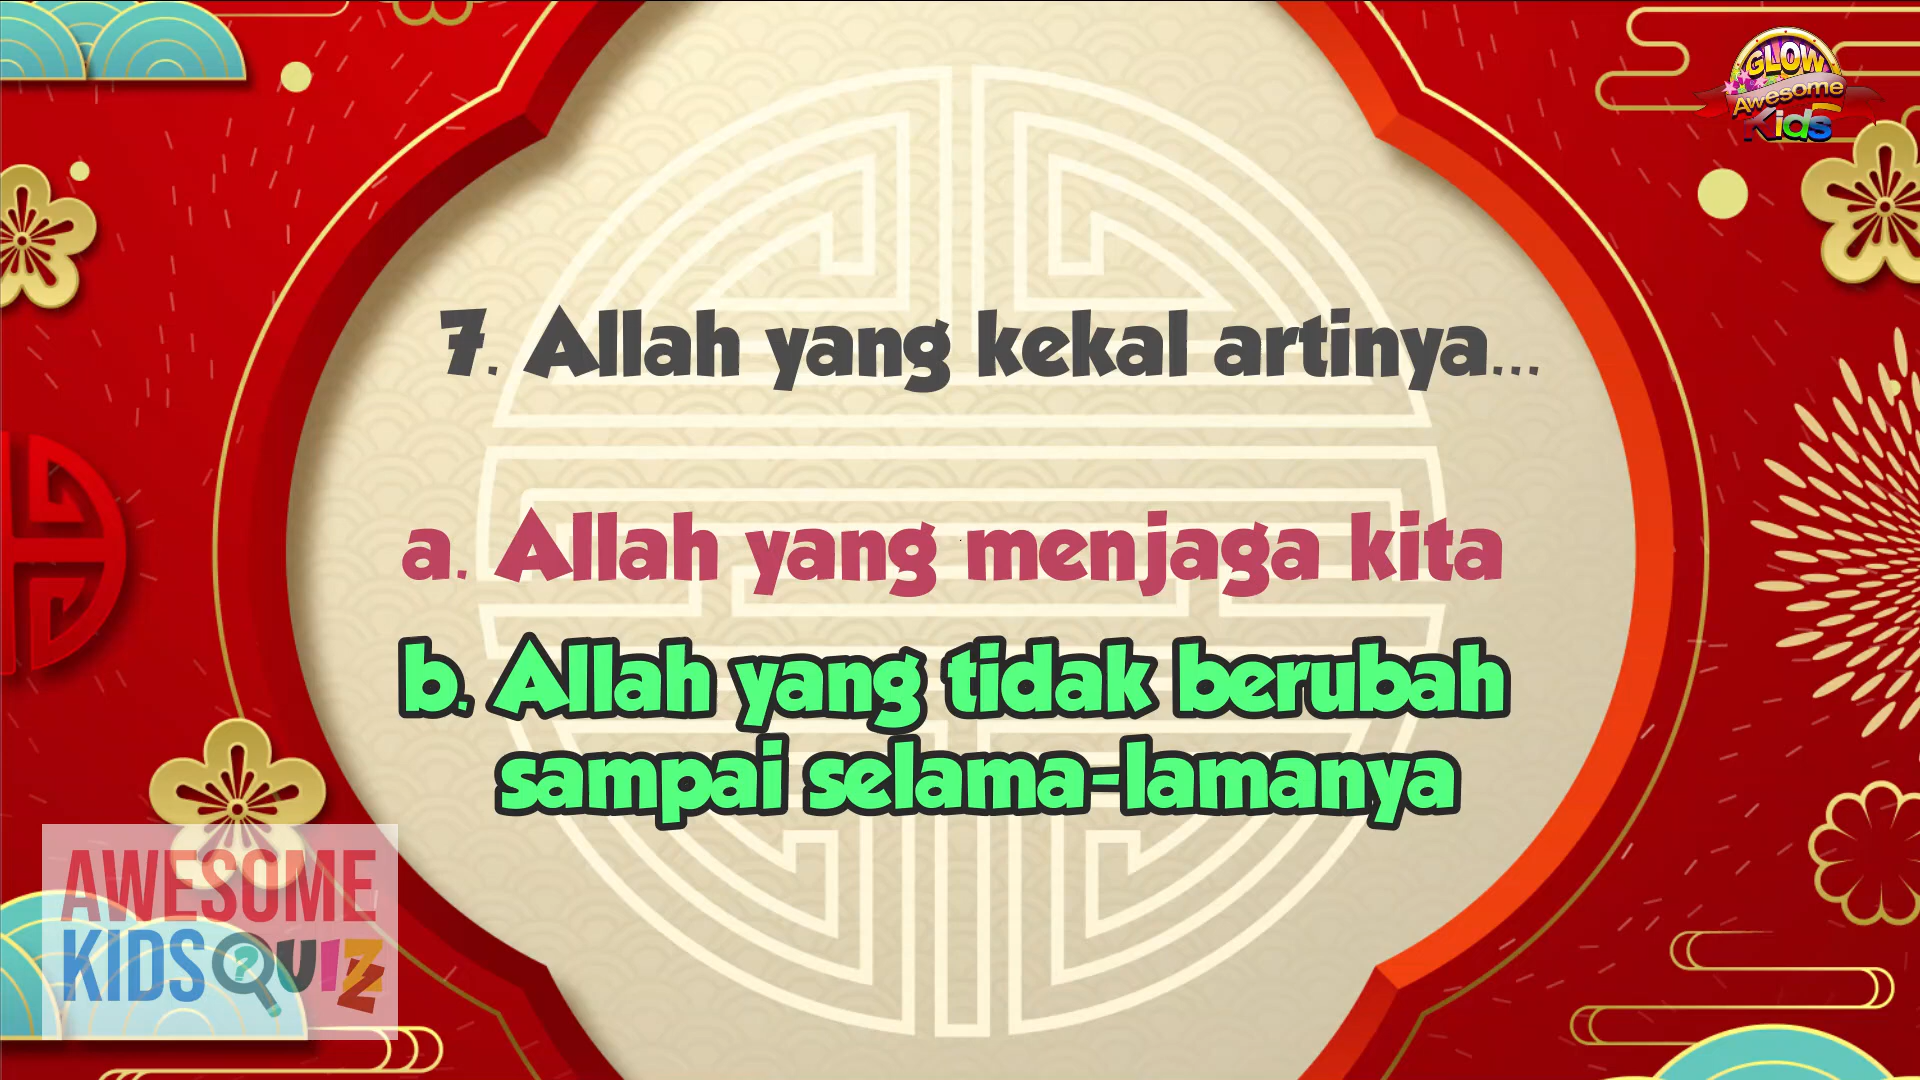 GLOW
Awesome
Kids
7. Allah yang kekal artinya...
a. Allah yang menjaga kita
b. Allah yang tidak berubah
sampai selama-lamanya
AWESOME
KIDS QUIZ